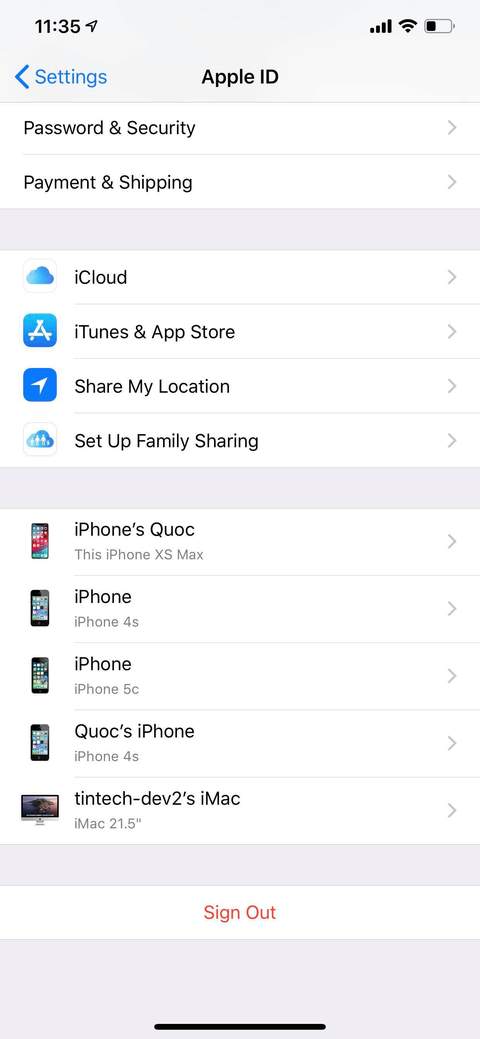 11:35
Settings
Apple ID
Password & Security
Payment & Shipping
iCloud
iTunes & App Store
Share My Location
Set Up Family Sharing
iPhone’s Quoc
This iPhone XS Max
iPhone
iPhone 4s
iPhone
iPhone 5c
Quoc’s iPhone
iPhone 4s
tintech-dev2’s iMac
iMac 21.5"
Sign Out